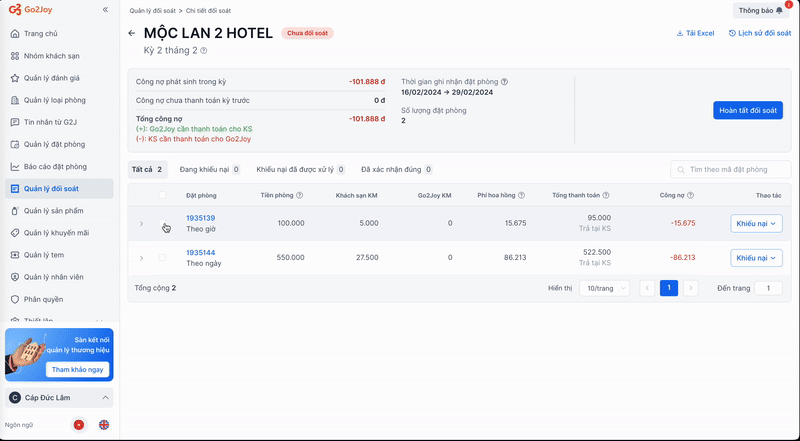 Go2Joy
«
Quản lý đối soát > Chi tiết đối soát
Thông báo
MỘC LAN 2 HOTEL
Chưa đối soát
Kỳ 2 tháng 2
Tải Excel
Lịch sử đối soát
Trang chủ
Nhóm khách sạn
Quản lý đánh giá
Quản lý loại phòng
Tin nhắn từ G2J
Quản lý đặt phòng
Báo cáo đặt phòng
Quản lý đối soát
Quản lý sản phẩm
Quản lý khuyến mãi
Quản lý tem
Quản lý nhân viên
Phân quyền
Thiết lập
Sàn kết nối
quản lý thương hiệu
Tham khảo ngay
C Cáp Đức Lâm
Ngôn ngữ
Công nợ phát sinh trong kỳ -101.888 đ
Công nợ chưa thanh toán kỳ trước 0 đ
Tổng công nợ -101.888 đ
(+): Go2Joy cần thanh toán cho KS
(-): KS cần thanh toán cho Go2Joy
Thời gian ghi nhận đặt phòng
16/02/2024 → 29/02/2024
Số lượng đặt phòng
2
Hoàn tất đối soát
Tất cả 2
Đang khiếu nại 0
Khiếu nại đã được xử lý 0
Đã xác nhận đúng 0
Tìm theo mã đặt phòng
Đặt phòng Tiền phòng Khách sạn KM Go2Joy KM Phí hoa hồng Tổng thanh toán Công nợ Thao tác
1935139 100.000 5.000 0 15.675 95.000 -15.675 Khiếu nại
Theo giờ Trả tại KS
1935144 550.000 27.500 0 86.213 522.500 -86.213 Khiếu nại
Theo ngày Trả tại KS
Tổng cộng 2
Hiển thị 10/trang < 1 > Đến trang 1